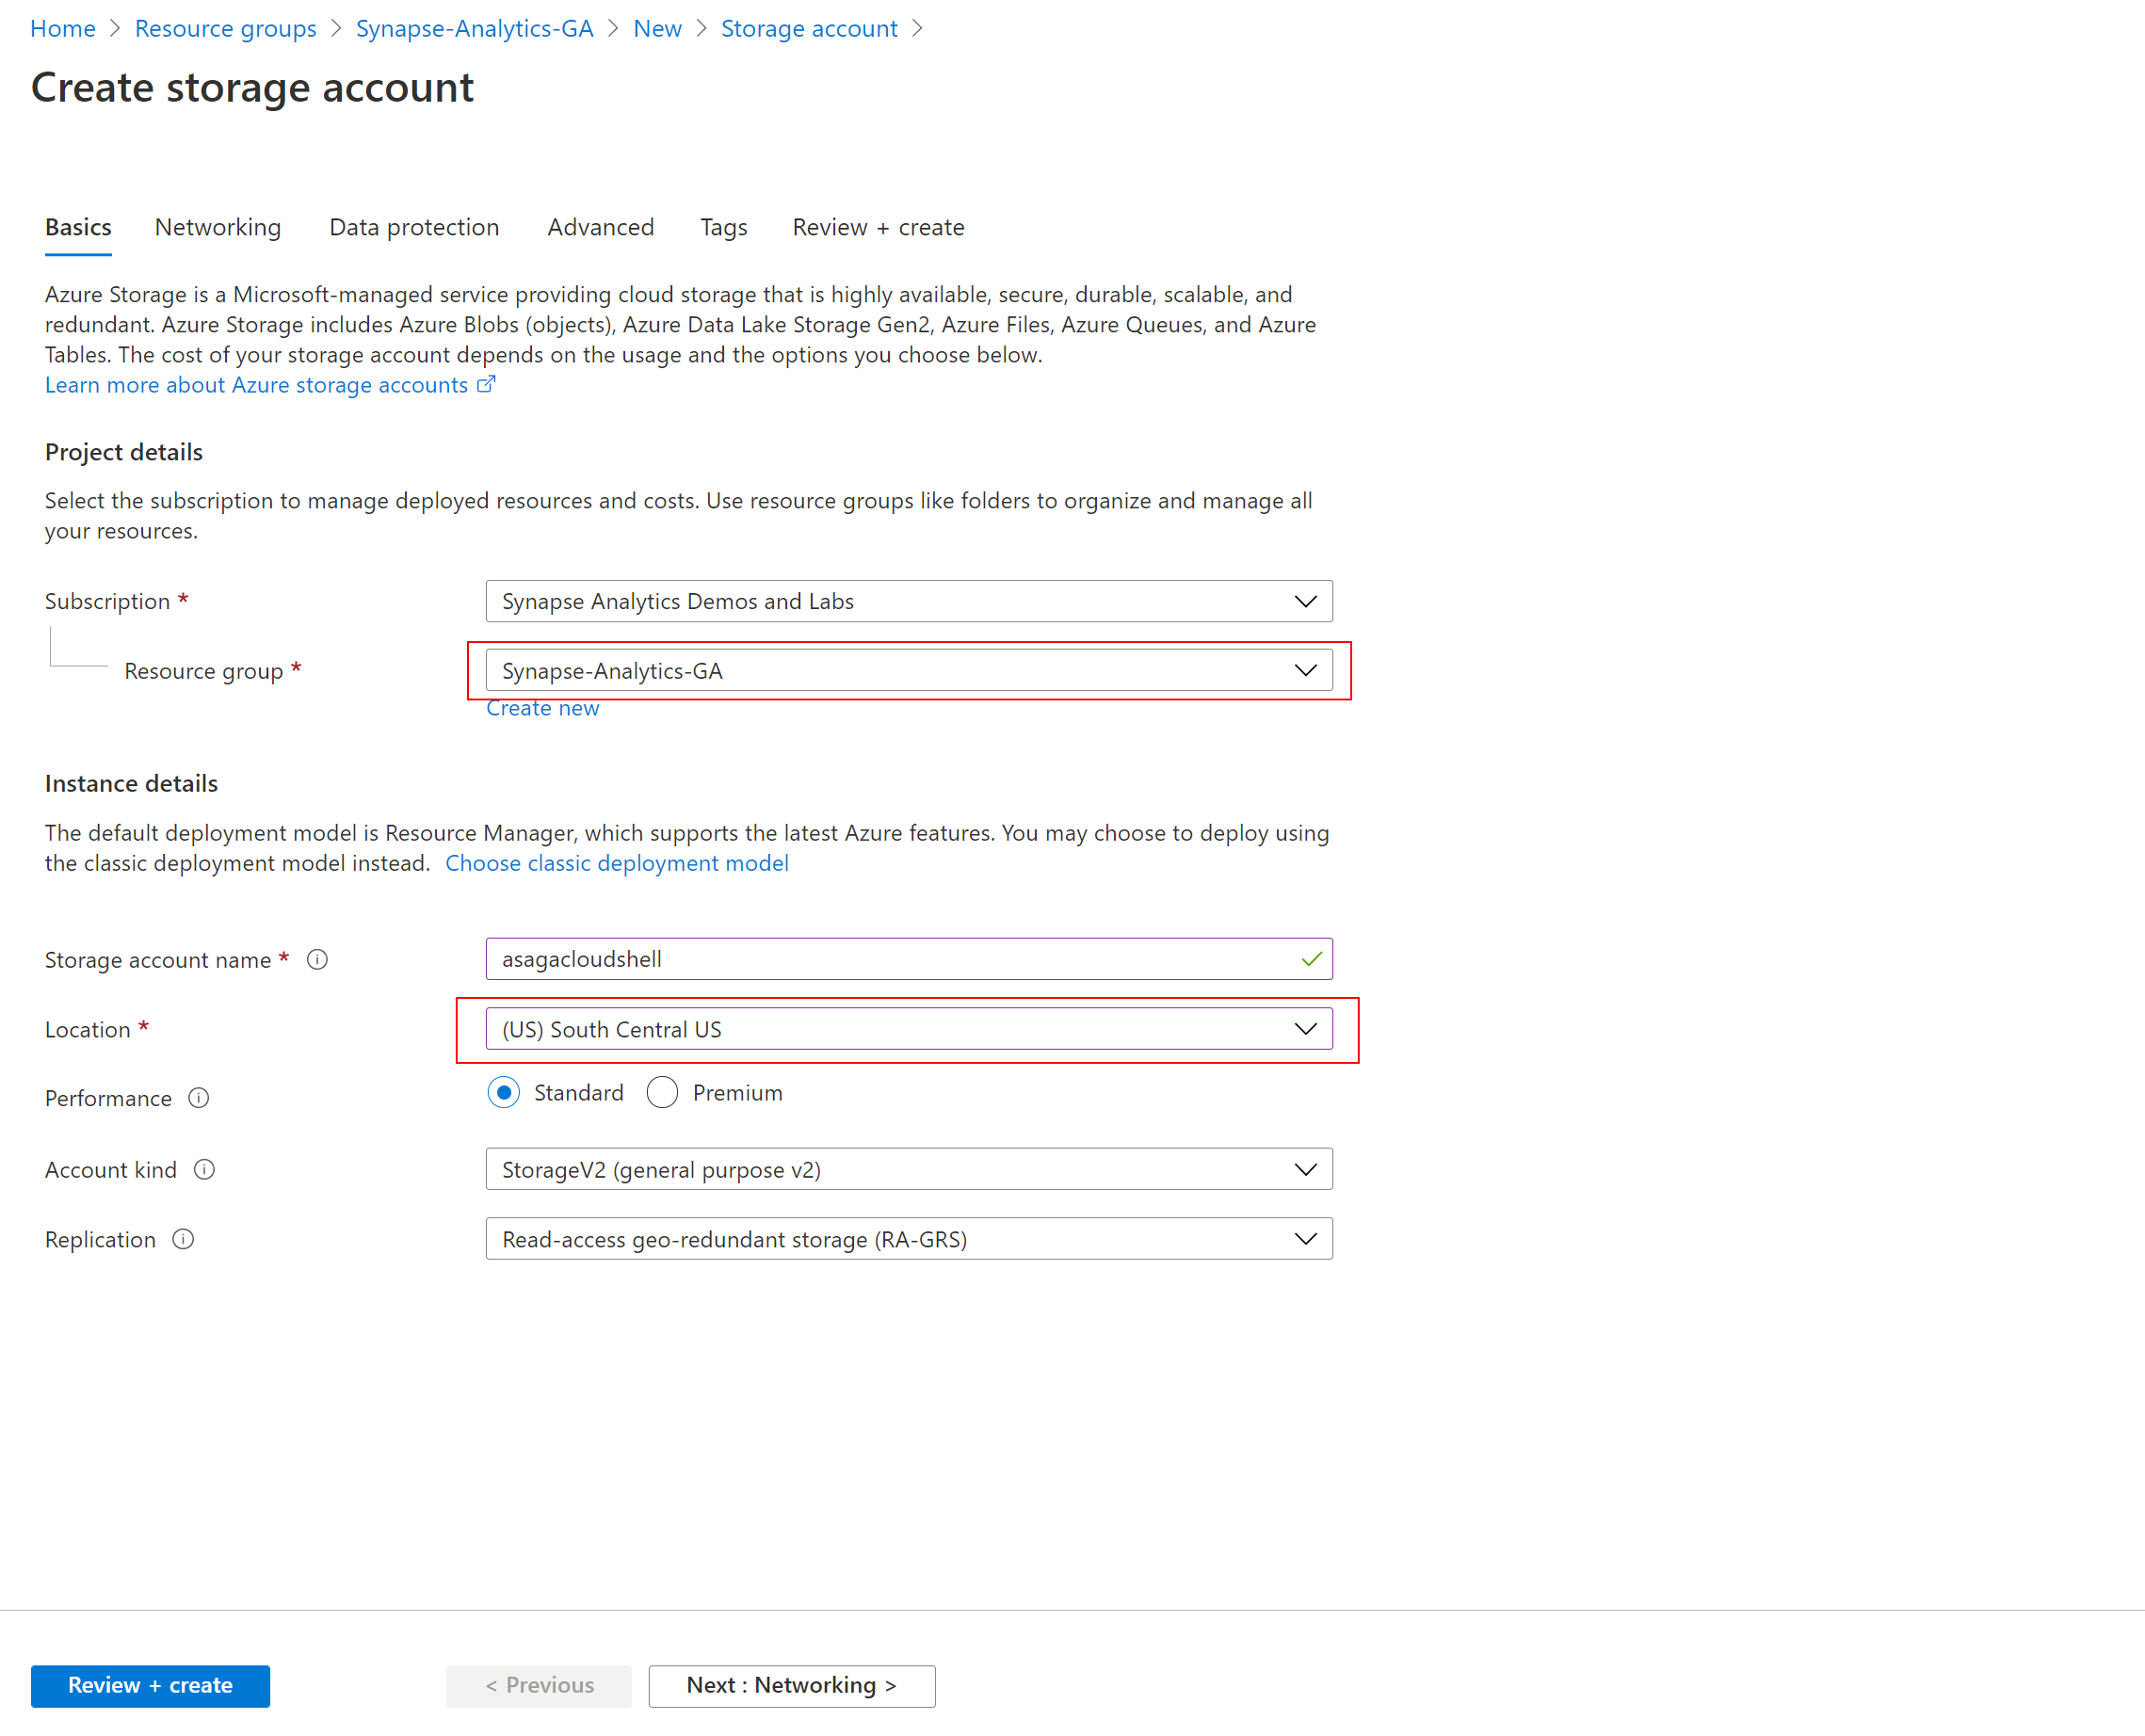 Home > Resource groups > Synapse-Analytics-GA > New > Storage account >
Create storage account
Basics Networking Data protection Advanced Tags Review + create
Azure Storage is a Microsoft-managed service providing cloud storage that is highly available, secure, durable, scalable, and
redundant. Azure Storage includes Azure Blobs (objects), Azure Data Lake Storage Gen2, Azure Files, Azure Queues, and Azure
Tables. The cost of your storage account depends on the usage and the options you choose below.
Learn more about Azure storage accounts
Project details
Select the subscription to manage deployed resources and costs. Use resource groups like folders to organize and manage all
your resources.
Subscription * Synapse Analytics Demos and Labs
Resource group * Synapse-Analytics-GA
Create new
Instance details
The default deployment model is Resource Manager, which supports the latest Azure features. You may choose to deploy using
the classic deployment model instead. Choose classic deployment model
Storage account name * asagacloudshell
Location * (US) South Central US
Performance Standard Premium
Account kind StorageV2 (general purpose v2)
Replication Read-access geo-redundant storage (RA-GRS)
Review + create < Previous Next : Networking >